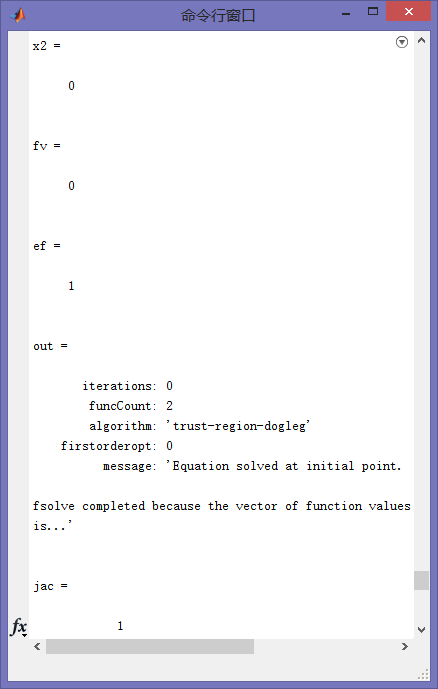 命令行窗口
x2 =
0
fv =
0
ef =
1
out =
iterations: 0
funcCount: 2
algorithm: 'trust-region-dogleg'
firstorderopt: 0
message: 'Equation solved at initial point.
fsolve completed because the vector of function values
is...'
jac =
fx
1